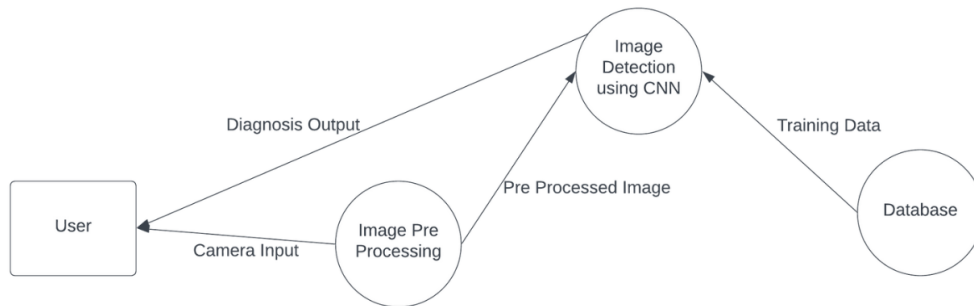 Image
Detection
using CNN
Diagnosis Output
Training Data
Pre Processed Image
User
Camera Input
Image Pre
Processing
Database